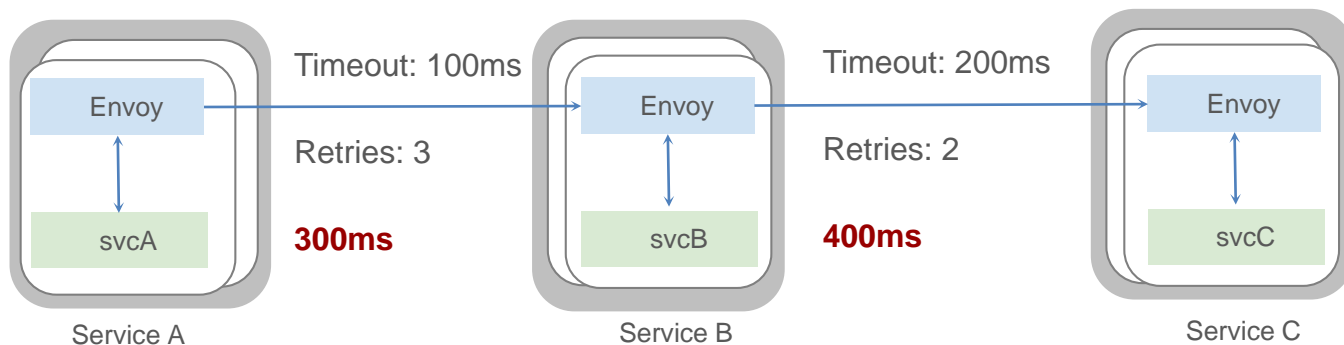 Timeout: 100ms
Timeout: 200ms
Envoy
Envoy
Envoy
Retries: 3
Retries: 2
svcA
300ms
svcB
400ms
svcC
Service A
Service B
Service C